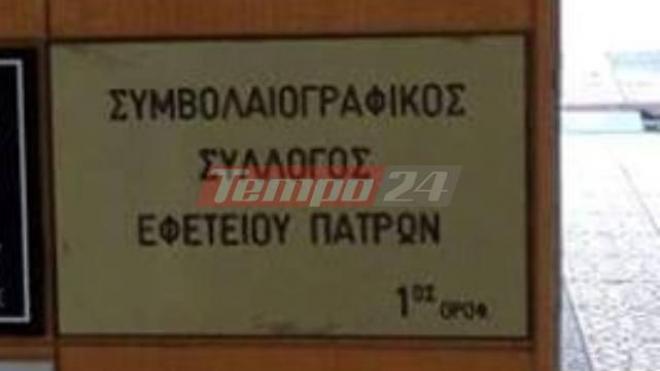 ΣΥΜΒΟΛΑΙΟΓΡΑΦΙΚΟΣ
ΣΥΛΛΟΓΟΣ
Tempo24
ΕΦΕΤΕΙΟΥ ΠΑΤΡΩΝ
1ΟΣ ΟΡΟΦ.